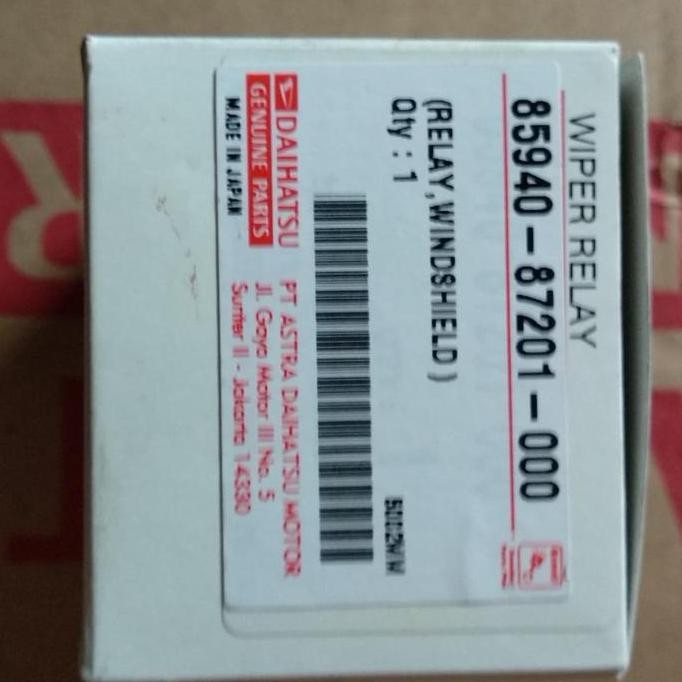 WIPER RELAY
85940-87201-000
(RELAY,WINDSHIELD)
Qty : 1
DAIHATSU
GENUINE PARTS
MADE IN JAPAN
PT ASTRA DAIHATSU MOTOR
Jl. Gaya Motor III No. 5
Sunter II - Jakarta 14330